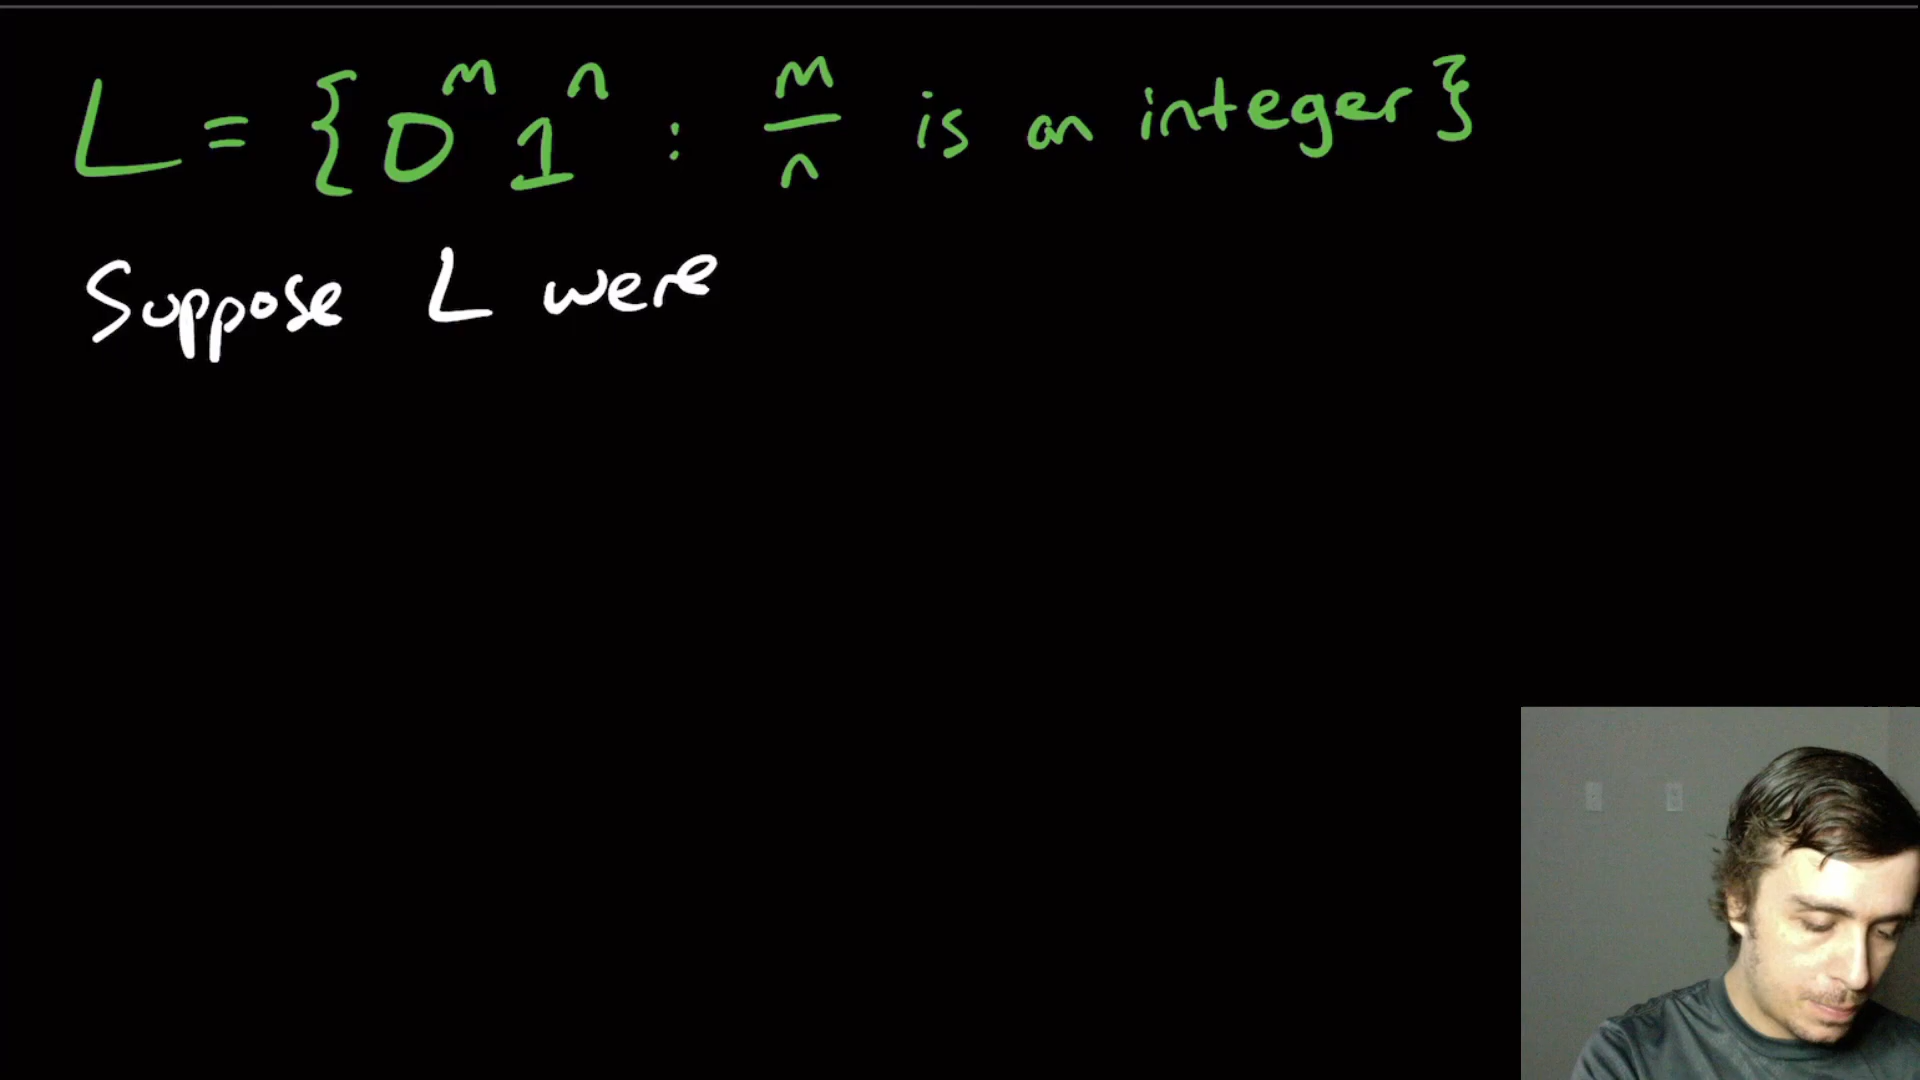 L = {0^m 1^n : m/n is an integer}
Suppose L were